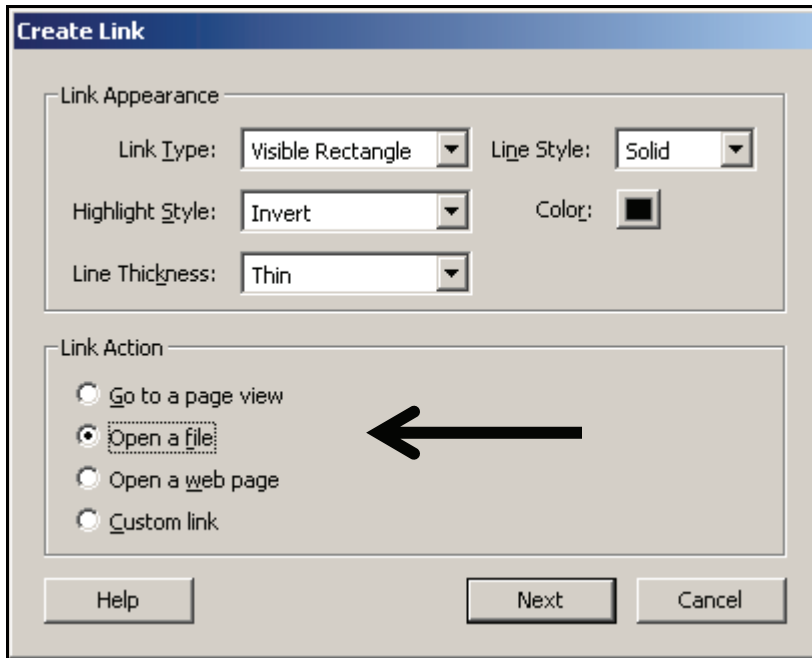 Create Link
Link Appearance
Link Type: Visible Rectangle Line Style: Solid
Highlight Style: Invert Color:
Line Thickness: Thin
Link Action
Go to a page view
Open a file
Open a web page
Custom link
Help Next Cancel